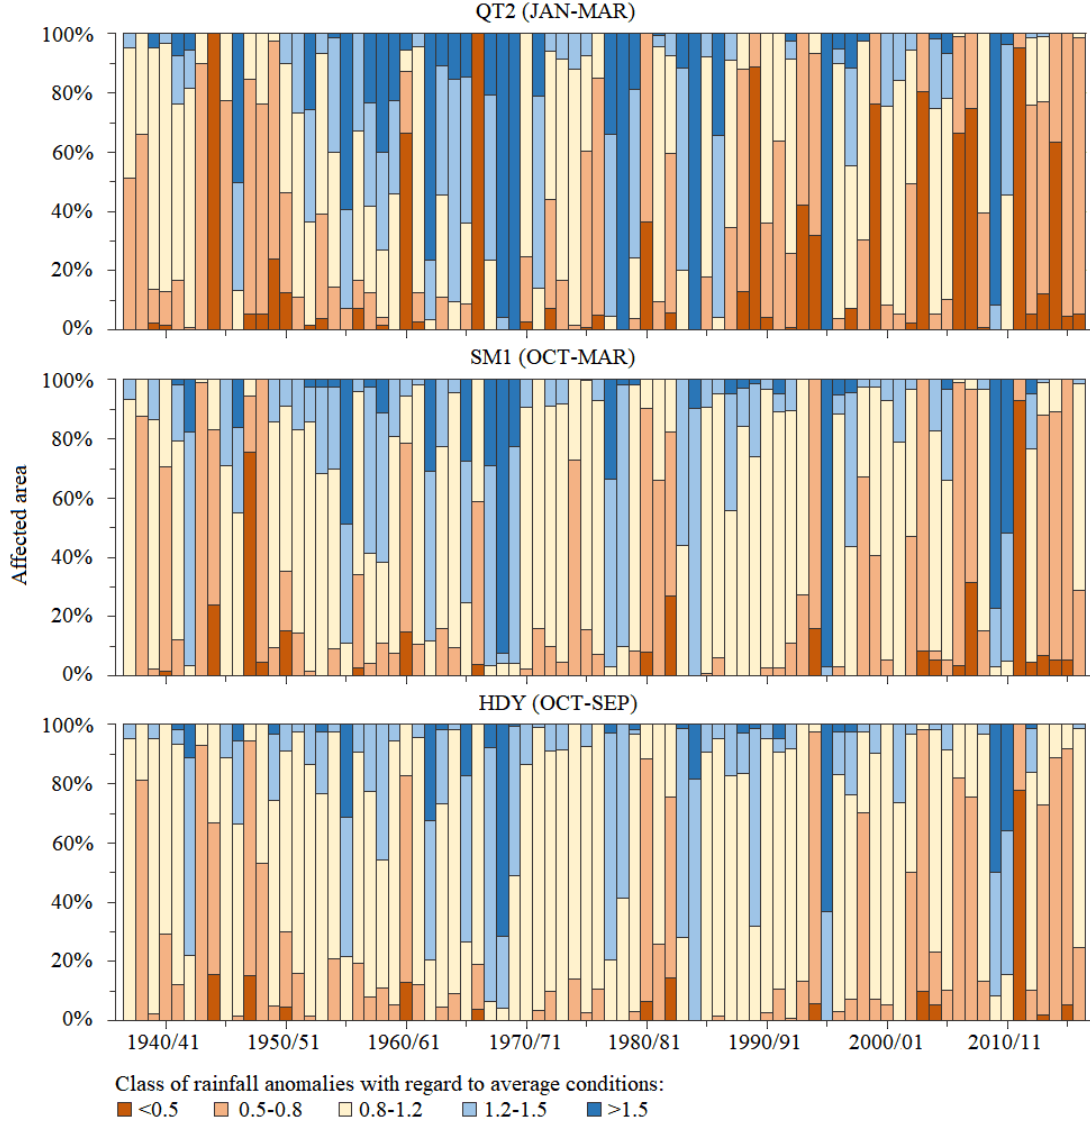 QT2 (JAN-MAR)
100%
80%
60%
40%
20%
0%
SM1 (OCT-MAR)
100%
80%
60%
40%
20%
0%
Affected area
HDY (OCT-SEP)
100%
80%
60%
40%
20%
0%
1940/41 1950/51 1960/61 1970/71 1980/81 1990/91 2000/01 2010/11
Class of rainfall anomalies with regard to average conditions:
<0.5 0.5-0.8 0.8-1.2 1.2-1.5 >1.5